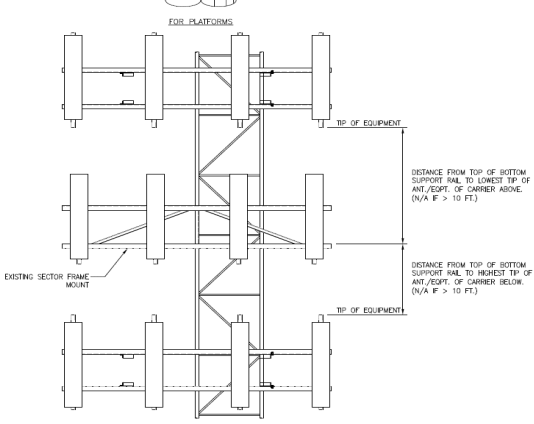 FOR PLATFORMS
TIP OF EQUIPMENT
DISTANCE FROM TOP OF BOTTOM
SUPPORT RAIL TO LOWEST TIP OF
ANT./EQPT. OF CARRIER ABOVE.
(N/A IF > 10 FT.)
EXISTING SECTOR FRAME
MOUNT
DISTANCE FROM TOP OF BOTTOM
SUPPORT RAIL TO HIGHEST TIP OF
ANT./EQPT. OF CARRIER BELOW.
(N/A IF > 10 FT.)
TIP OF EQUIPMENT